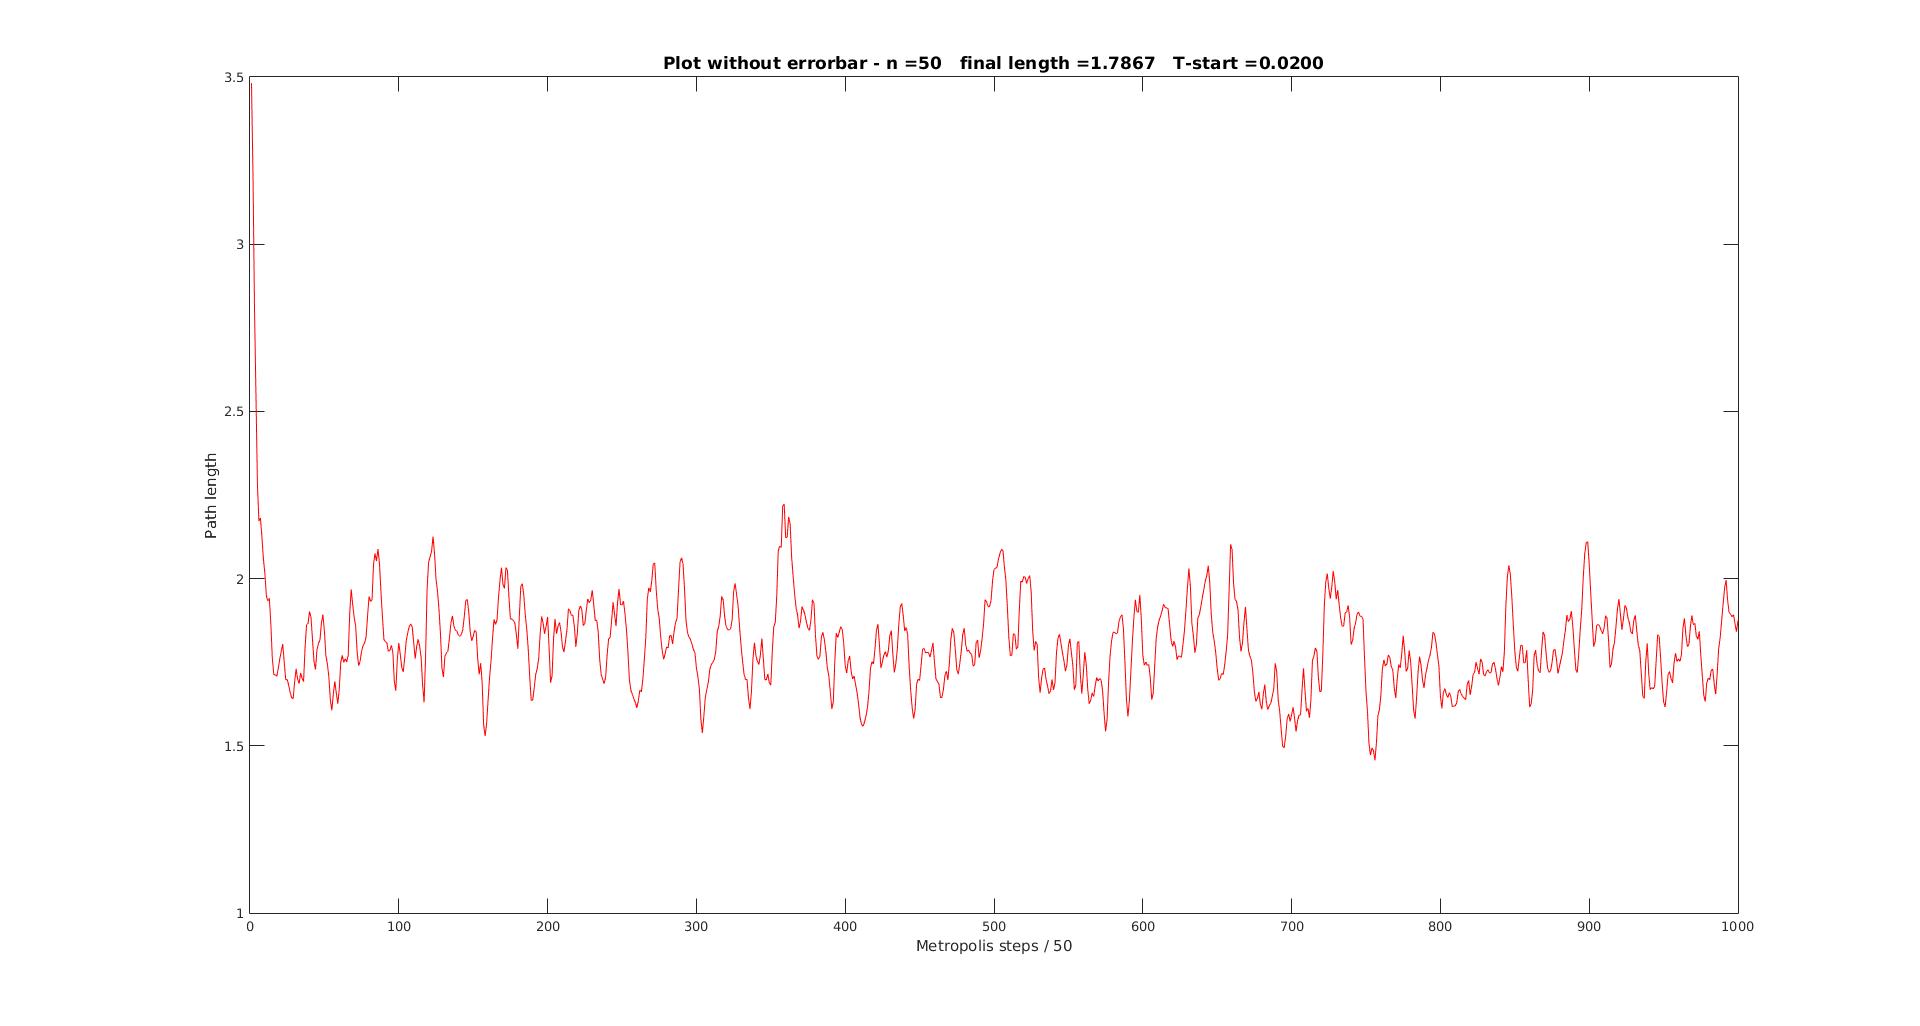 Plot without errorbar - n =50   final length =1.7867   T-start =0.0200
3.5
3
2.5
2
1.5
1
Path length
0 100 200 300 400 500 600 700 800 900 1000
Metropolis steps / 50